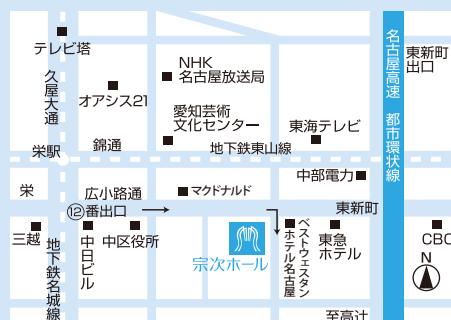 テレビ塔
久屋大通
オアシス21
NHK
名古屋放送局
愛知芸術
文化センター
東海テレビ
名古屋高速 都市環状線
東新町
出口
錦通
栄駅
地下鉄東山線
中部電力
栄
広小路通
⑫番出口
マクドナルド
東新町
三越
地下鉄名城線
中日ビル
中区役所
宗次ホール
ベストウェスタン
ホテル名古屋
東急
ホテル
CBC
N
至高辻